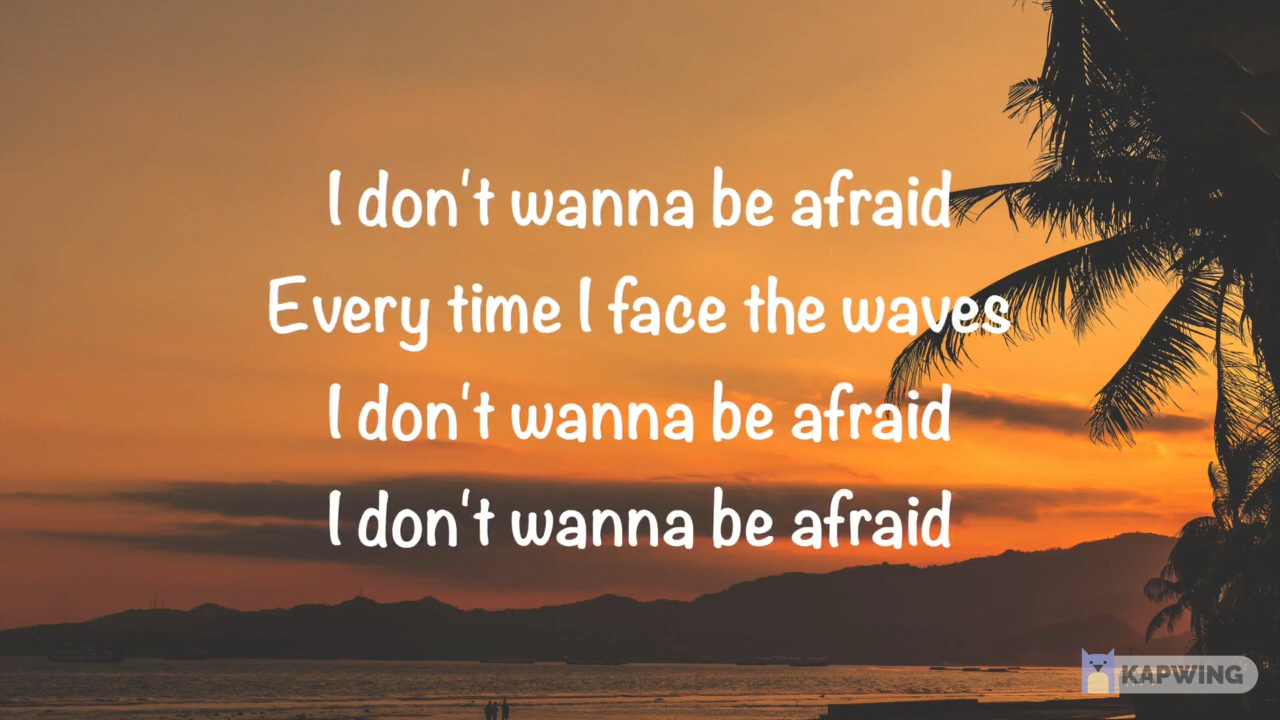 I don't wanna be afraid
Every time I face the waves
I don't wanna be afraid
I don't wanna be afraid
KAPWING